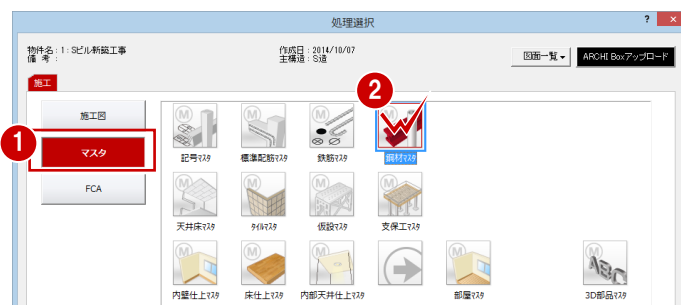 処理選択 ? ×
物件名 : 1 : Sビル新築工事 作成日 : 2014/10/07
備 考 : 主構造 : S造
図面一覧 ARCHI Boxアップロード
施工
2
施工図
1
マスタ
FCA
M M M M
記号マスタ 標準配筋マスタ 鉄筋マスタ 鋼材マスタ
M M M M
天井床マスタ タイルマスタ 仮設マスタ 支保工マスタ
M M M M M
ABC
内壁仕上マスタ 床仕上マスタ 内部天井仕上マスタ 部屋マスタ 3D部品マスタ